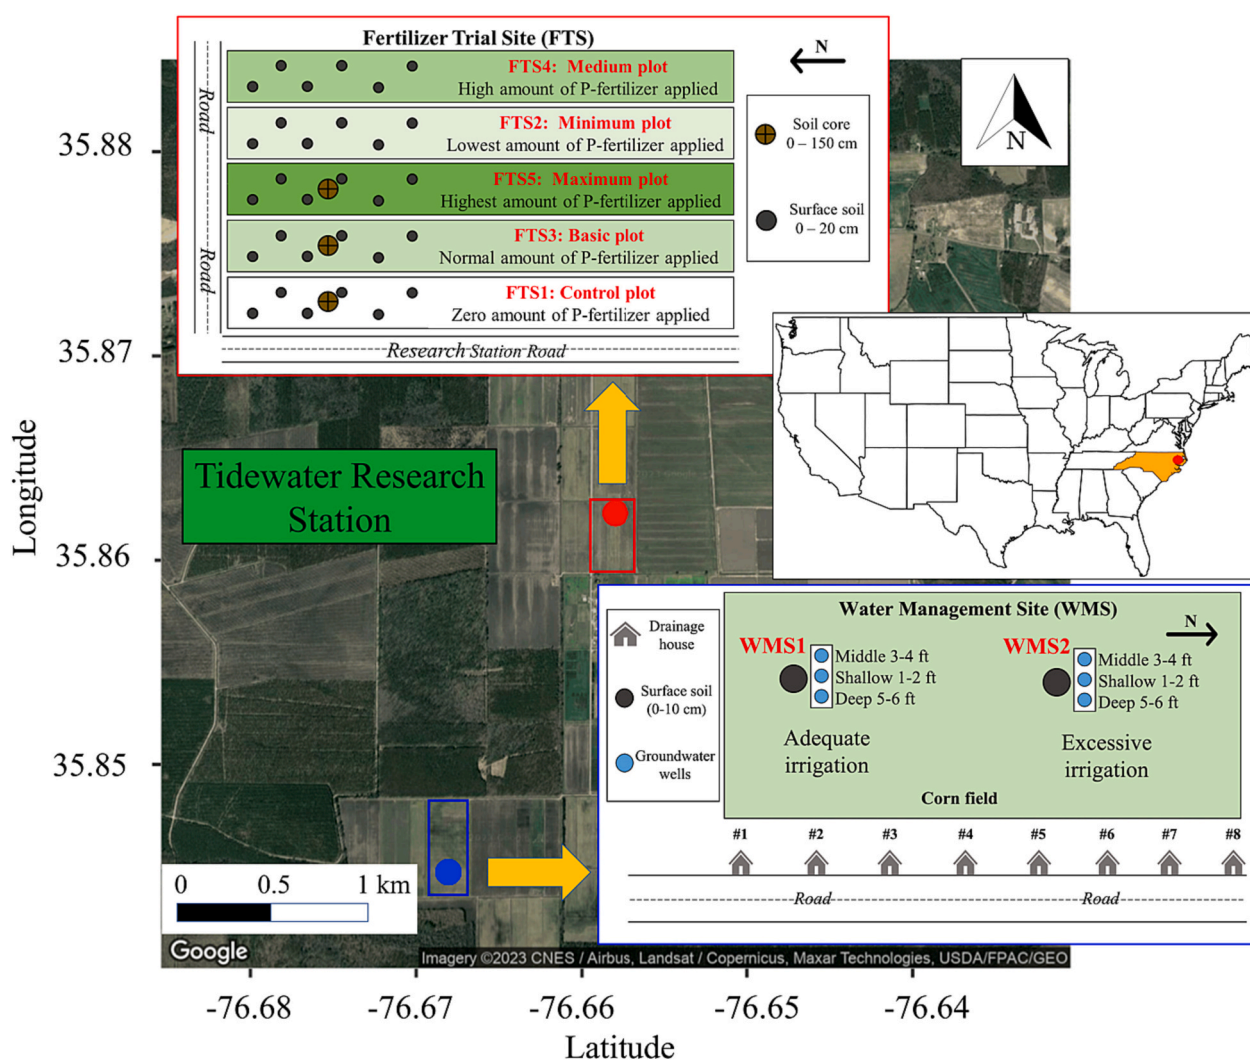 Fertilizer Trial Site (FTS)
N
Road
Road
FTS4: Medium plot
High amount of P-fertilizer applied
FTS2: Minimum plot
Lowest amount of P-fertilizer applied
FTS5: Maximum plot
Highest amount of P-fertilizer applied
FTS3: Basic plot
Normal amount of P-fertilizer applied
FTS1: Control plot
Zero amount of P-fertilizer applied
Research Station Road
Soil core
0 – 150 cm
Surface soil
0 – 20 cm
N
35.88
35.87
35.86
35.85
Longitude
Tidewater Research
Station
Drainage
house
Surface soil
(0-10 cm)
Groundwater
wells
Water Management Site (WMS)
N
WMS1
Middle 3-4 ft
Shallow 1-2 ft
Deep 5-6 ft
Adequate
irrigation
WMS2
Middle 3-4 ft
Shallow 1-2 ft
Deep 5-6 ft
Excessive
irrigation
Corn field
#1 #2 #3 #4 #5 #6 #7 #8
Road Road
0 0.5 1 km
Google
Imagery ©2023 CNES / Airbus, Landsat / Copernicus, Maxar Technologies, USDA/FPAC/GEO
-76.68 -76.67 -76.66 -76.65 -76.64
Latitude